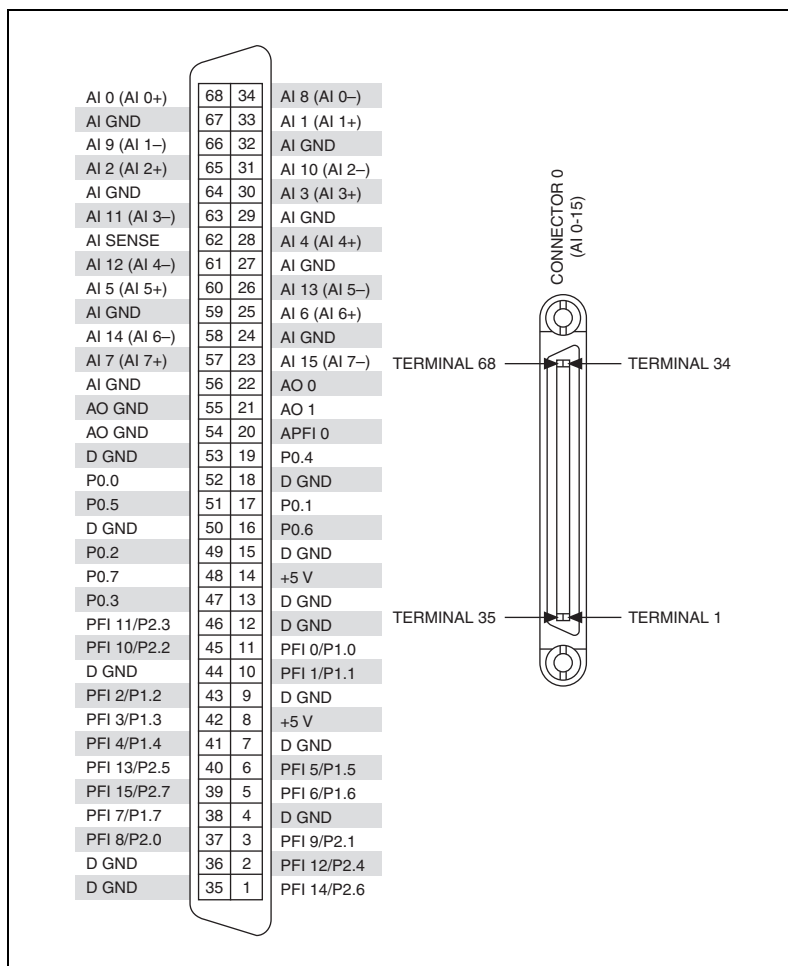 AI 0 (AI 0+) 68 34 AI 8 (AI 0–)
AI GND 67 33 AI 1 (AI 1+)
AI 9 (AI 1–) 66 32 AI GND
AI 2 (AI 2+) 65 31 AI 10 (AI 2–)
AI GND 64 30 AI 3 (AI 3+)
AI 11 (AI 3–) 63 29 AI GND
AI SENSE 62 28 AI 4 (AI 4+)
AI 12 (AI 4–) 61 27 AI GND
AI 5 (AI 5+) 60 26 AI 13 (AI 5–)
AI GND 59 25 AI 6 (AI 6+)
AI 14 (AI 6–) 58 24 AI GND
AI 7 (AI 7+) 57 23 AI 15 (AI 7–)
AI GND 56 22 AO 0
AO GND 55 21 AO 1
AO GND 54 20 APFI 0
D GND 53 19 P0.4
P0.0 52 18 D GND
P0.5 51 17 P0.1
D GND 50 16 P0.6
P0.2 49 15 D GND
P0.7 48 14 +5 V
P0.3 47 13 D GND
PFI 11/P2.3 46 12 D GND
PFI 10/P2.2 45 11 PFI 0/P1.0
D GND 44 10 PFI 1/P1.1
PFI 2/P1.2 43 9 D GND
PFI 3/P1.3 42 8 +5 V
PFI 4/P1.4 41 7 D GND
PFI 13/P2.5 40 6 PFI 5/P1.5
PFI 15/P2.7 39 5 PFI 6/P1.6
PFI 7/P1.7 38 4 D GND
PFI 8/P2.0 37 3 PFI 9/P2.1
D GND 36 2 PFI 12/P2.4
D GND 35 1 PFI 14/P2.6
CONNECTOR 0
(AI 0-15)
TERMINAL 68 TERMINAL 34
TERMINAL 35 TERMINAL 1